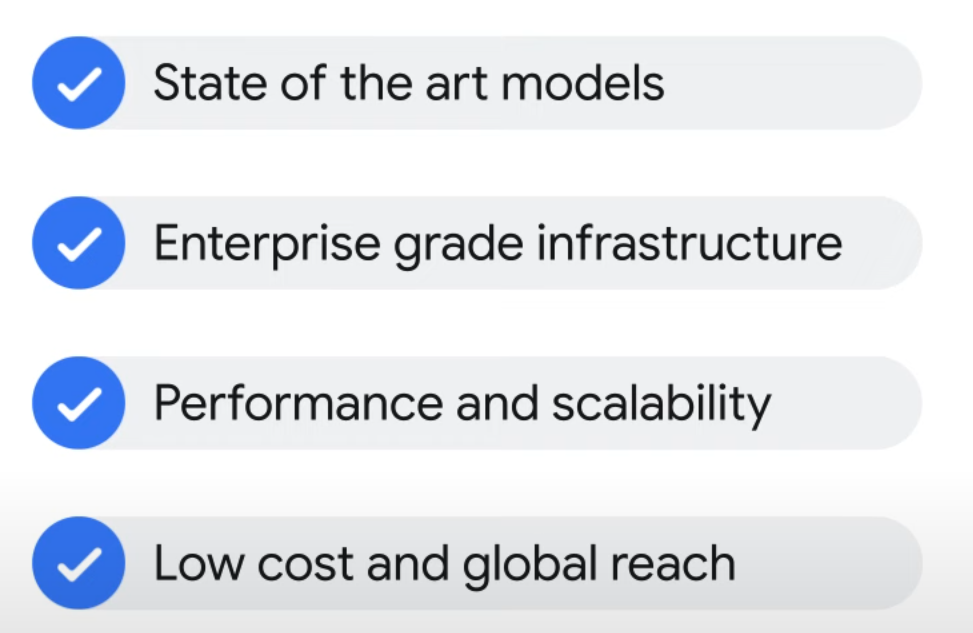 State of the art models
Enterprise grade infrastructure
Performance and scalability
Low cost and global reach